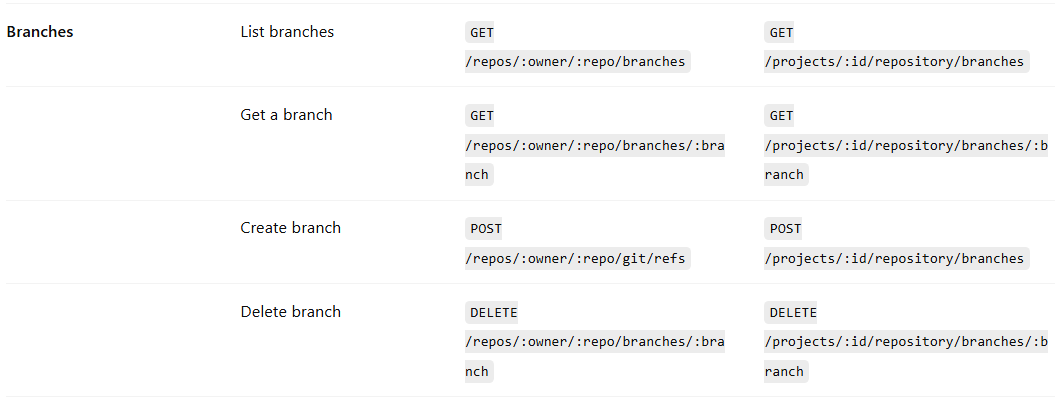 Branches List branches GET GET
/repos/:owner/:repo/branches /projects/:id/repository/branches
Get a branch GET GET
/repos/:owner/:repo/branches/:bra /projects/:id/repository/branches/:b
nch ranch
Create branch POST POST
/repos/:owner/:repo/git/refs /projects/:id/repository/branches
Delete branch DELETE DELETE
/repos/:owner/:repo/branches/:bra /projects/:id/repository/branches/:b
nch ranch